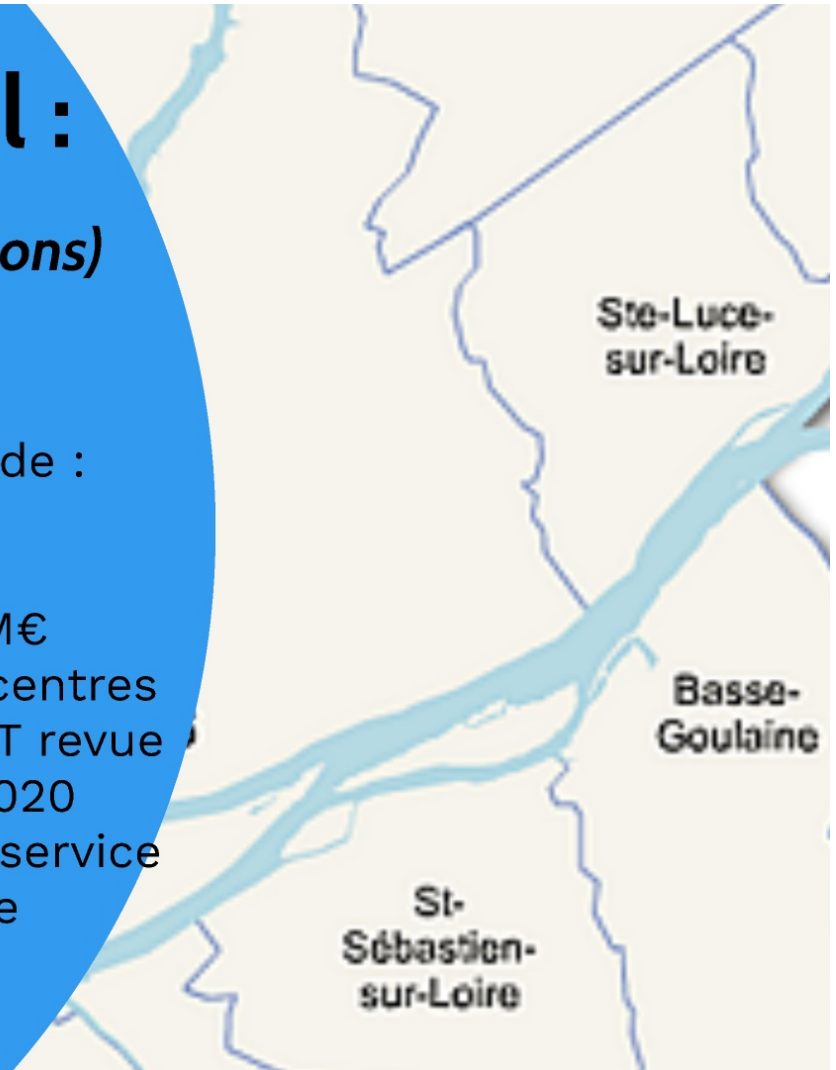 l :
ons)
de :
M€
centres
T revue
020
service
e
Ste-Luce-
sur-Loire
Basse-
Goulaine
St-
Sébastien-
sur-Loire